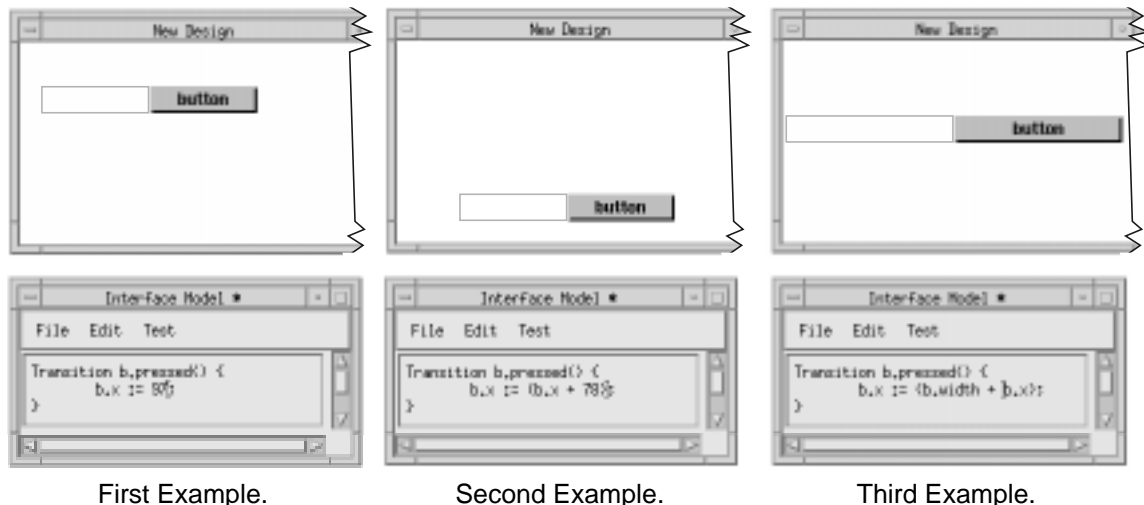 New Design
New Design
New Design
button
button
button
Interface Model *
Interface Model *
Interface Model *
File Edit Test
File Edit Test
File Edit Test
Transition b.pressed() {
b.x :=
}
Transition b.pressed() {
b.x := (b.x + 78);
}
Transition b.pressed() {
b.x := (b.width + b.x);
}
First Example.
Second Example.
Third Example.